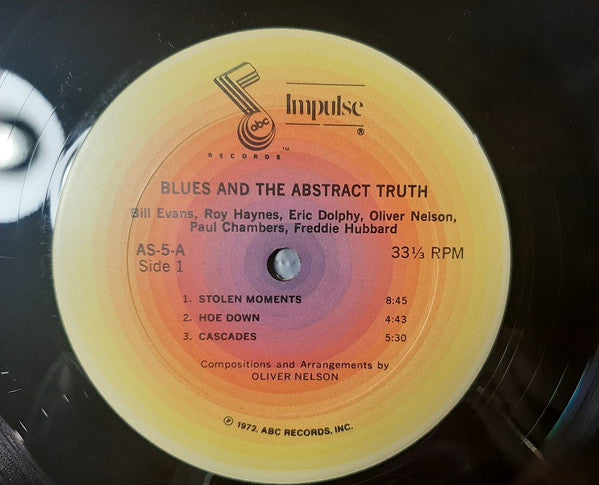 abc
RECORDS™
Impulse
®
BLUES AND THE ABSTRACT TRUTH
Bill Evans, Roy Haynes, Eric Dolphy, Oliver Nelson,
Paul Chambers, Freddie Hubbard
AS-5-A 33⅓ RPM
Side 1
1. STOLEN MOMENTS 8:45
2. HOE DOWN 4:43
3. CASCADES 5:30
Compositions and Arrangements by
OLIVER NELSON
℗ 1972, ABC RECORDS, INC.